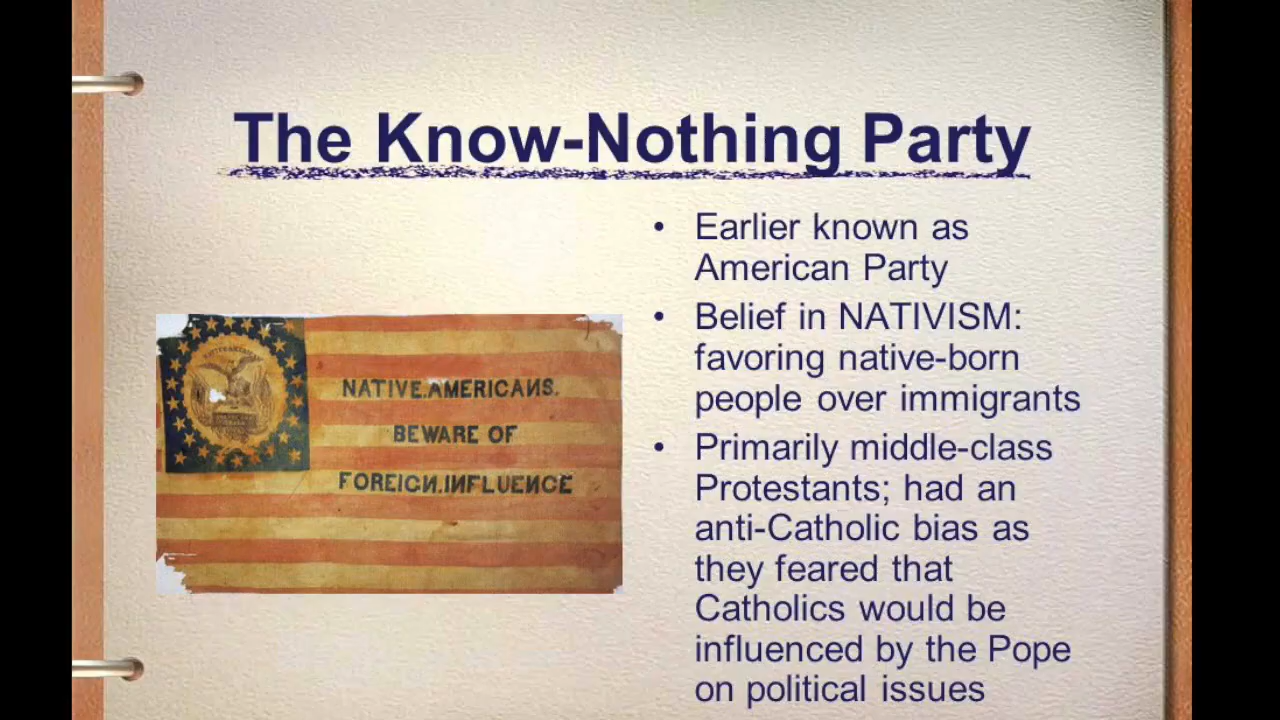 The Know-Nothing Party
NATIVE AMERICAN
NATIVE.AMERICANS.
BEWARE OF
FOREIGN.INFLUENCE
• Earlier known as
American Party
• Belief in NATIVISM:
favoring native-born
people over immigrants
• Primarily middle-class
Protestants; had an
anti-Catholic bias as
they feared that
Catholics would be
influenced by the Pope
on political issues